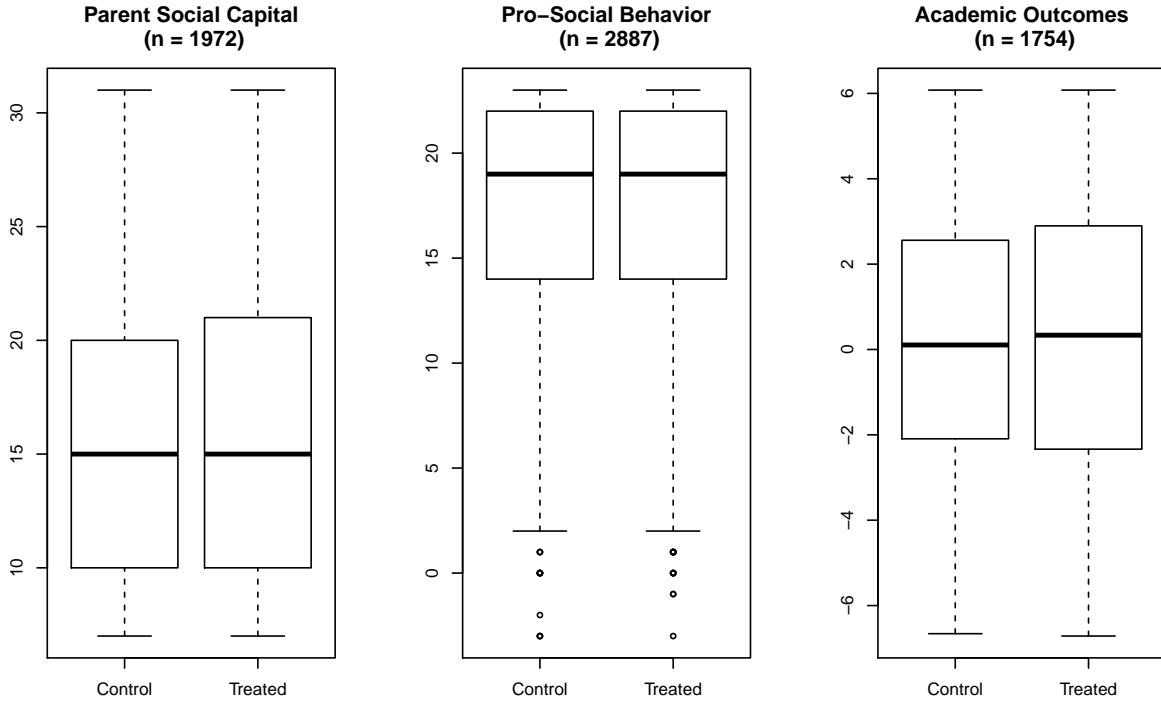 Parent Social Capital
(n = 1972)
10
15
20
25
30
Control
Treated
Pro−Social Behavior
(n = 2887)
0
5
10
15
20
Control
Treated
Academic Outcomes
(n = 1754)
−6
−4
−2
0
2
4
6
Control
Treated